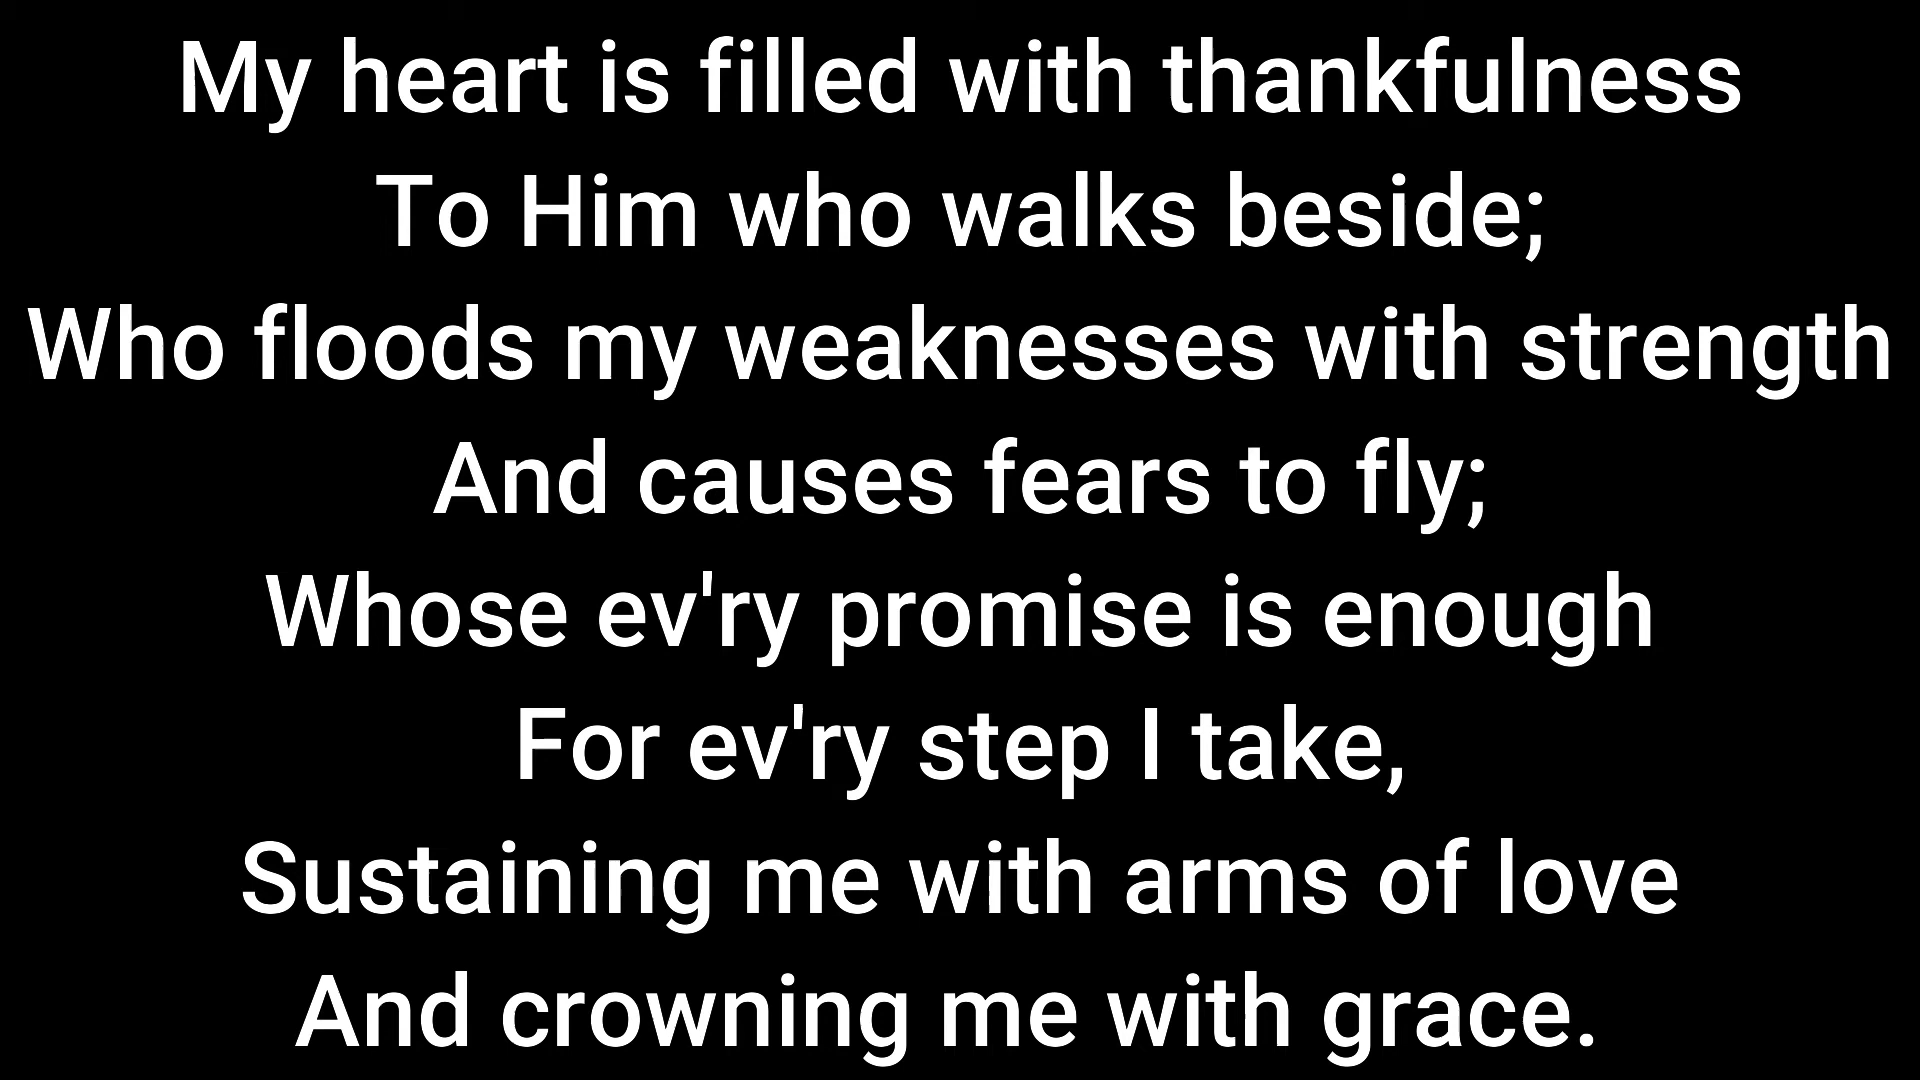 My heart is filled with thankfulness
To Him who walks beside;
Who floods my weaknesses with strength
And causes fears to fly;
Whose ev'ry promise is enough
For ev'ry step I take,
Sustaining me with arms of love
And crowning me with grace.